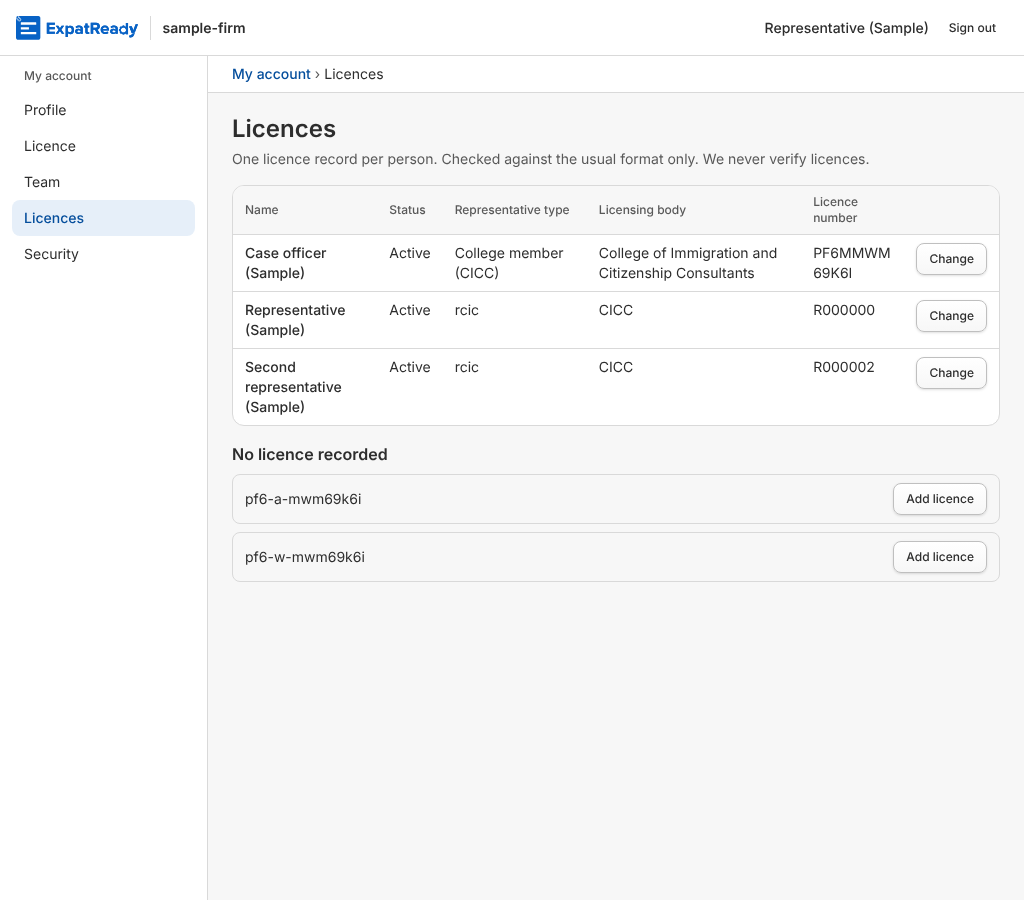 ExpatReady
sample-firm
Representative (Sample)
Sign out
My account
Profile
Licence
Team
Licences
Security
My account › Licences
Licences
One licence record per person. Checked against the usual format only. We never verify licences.
Name
Status
Representative type
Licensing body
Licence
number
Case officer
(Sample)
Active
College member
(CICC)
College of Immigration and
Citizenship Consultants
PF6MMWM
69K6I
Change
Representative
(Sample)
Active
rcic
CICC
R000000
Change
Second
representative
(Sample)
Active
rcic
CICC
R000002
Change
No licence recorded
pf6-a-mwm69k6i
Add licence
pf6-w-mwm69k6i
Add licence